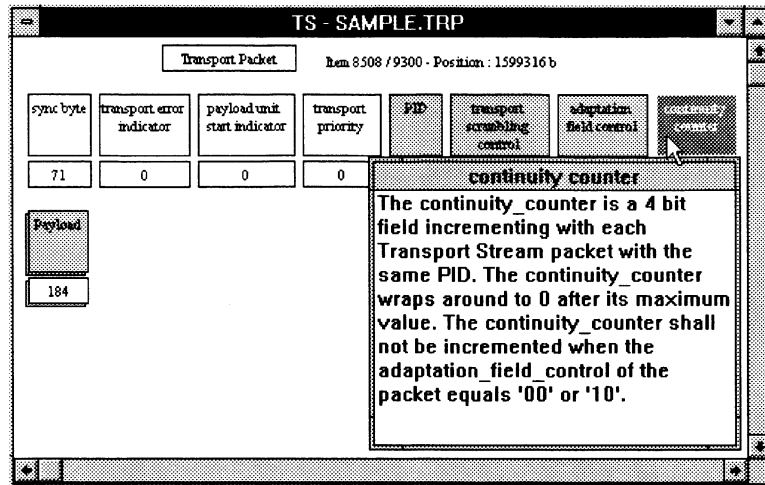 TS - SAMPLE.TRP
Transport Packet
Item 8508 / 9300 - Position : 1599316 b
sync byte
transport error
indicator
payload unit
start indicator
transport
priority
PID
transport
scrambling
control
adaptation
field control
continuity
counter
71
0
0
0
continuity counter
The continuity_counter is a 4 bit
field incrementing with each
Transport Stream packet with the
same PID. The continuity_counter
wraps around to 0 after its maximum
value. The continuity_counter shall
not be incremented when the
adaptation_field_control of the
packet equals '00' or '10'.
Payload
184